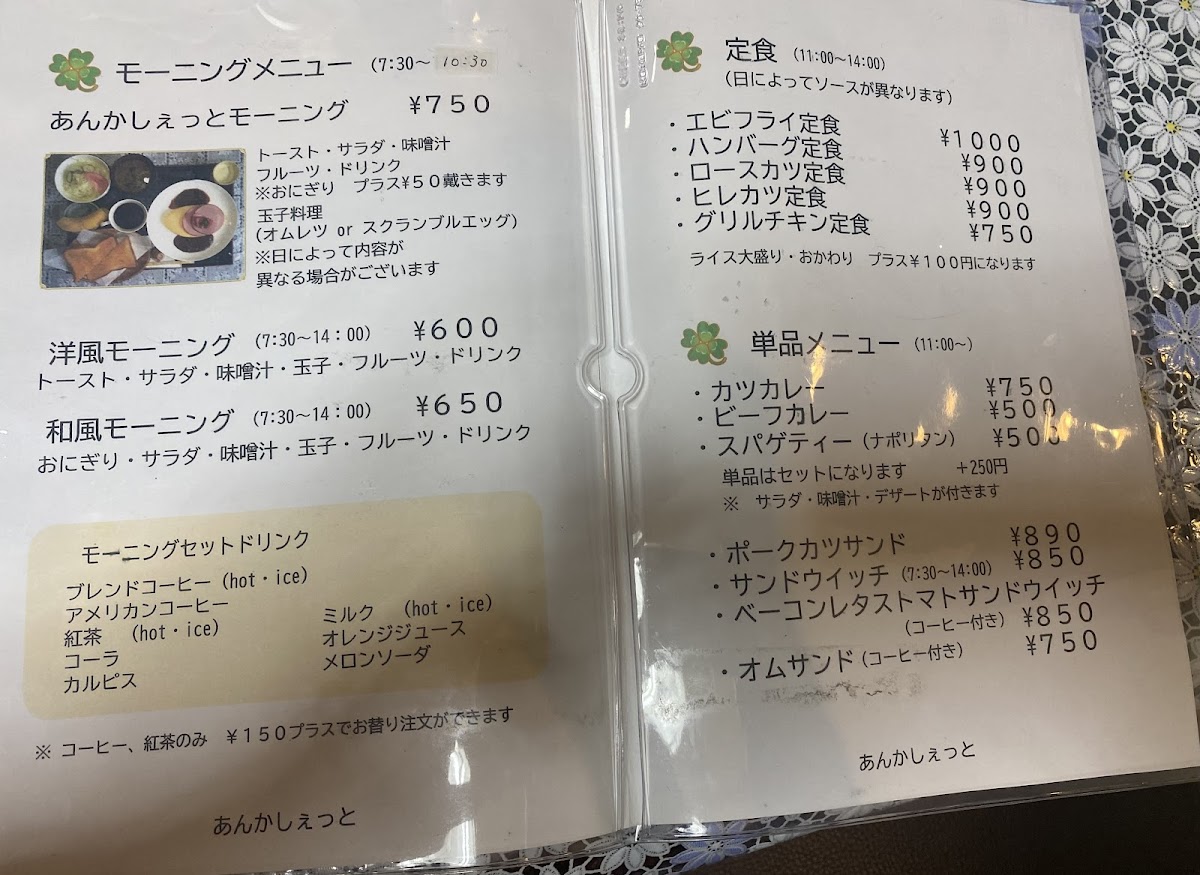 モーニングメニュー (7:30〜10:30
あんかしぇっとモーニング ¥750
トースト・サラダ・味噌汁
フルーツ・ドリンク
※おにぎり プラス¥50戴きます
玉子料理
(オムレツ or スクランブルエッグ)
※日によって内容が
異なる場合がございます
洋風モーニング (7:30〜14:00) ¥600
トースト・サラダ・味噌汁・玉子・フルーツ・ドリンク
和風モーニング (7:30〜14:00) ¥650
おにぎり・サラダ・味噌汁・玉子・フルーツ・ドリンク
モーニングセットドリンク
ブレンドコーヒー (hot・ice)
アメリカンコーヒー
紅茶 (hot・ice)
コーラ
カルピス
ミルク (hot・ice)
オレンジジュース
メロンソーダ
※ コーヒー、紅茶のみ ¥150プラスでお替り注文ができます
あんかしぇっと
定食 (11:00〜14:00)
(日によってソースが異なります)
・エビフライ定食 ¥1000
・ハンバーグ定食 ¥900
・ロースカツ定食 ¥900
・ヒレカツ定食 ¥900
・グリルチキン定食 ¥750
ライス大盛り・おかわり プラス¥100円になります
単品メニュー (11:00〜)
・カツカレー ¥750
・ビーフカレー ¥500
・スパゲティー (ナポリタン) ¥500
単品はセットになります +250円
※ サラダ・味噌汁・デザートが付きます
・ポークカツサンド ¥890
・サンドウイッチ (7:30〜14:00) ¥850
・ベーコンレタストマトサンドウイッチ
(コーヒー付き) ¥850
・オムサンド (コーヒー付き) ¥750
あんかしぇっと